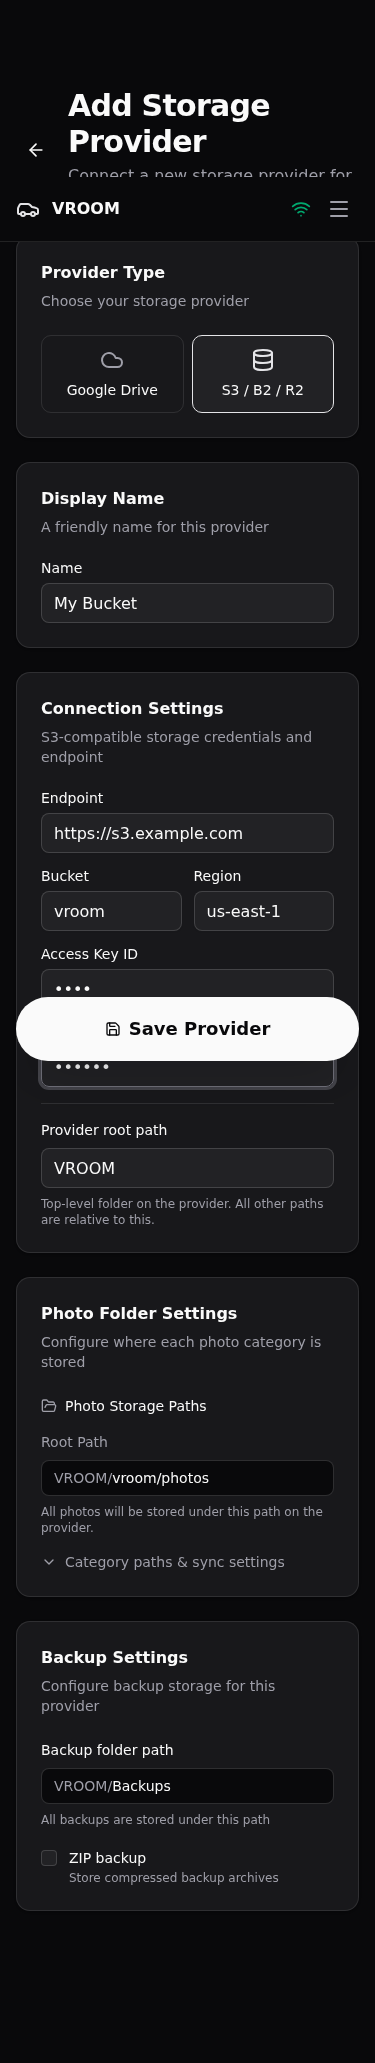 Add Storage
Provider
Connect a new storage provider for
VROOM
Provider Type
Choose your storage provider
Google Drive
S3 / B2 / R2
Display Name
A friendly name for this provider
Name
My Bucket
Connection Settings
S3-compatible storage credentials and
endpoint
Endpoint
https://s3.example.com
Bucket
Region
vroom
us-east-1
Access Key ID
••••
Save Provider
••••••
Provider root path
VROOM
Top-level folder on the provider. All other paths
are relative to this.
Photo Folder Settings
Configure where each photo category is
stored
Photo Storage Paths
Root Path
VROOM/vroom/photos
All photos will be stored under this path on the
provider.
Category paths & sync settings
Backup Settings
Configure backup storage for this
provider
Backup folder path
VROOM/Backups
All backups are stored under this path
ZIP backup
Store compressed backup archives